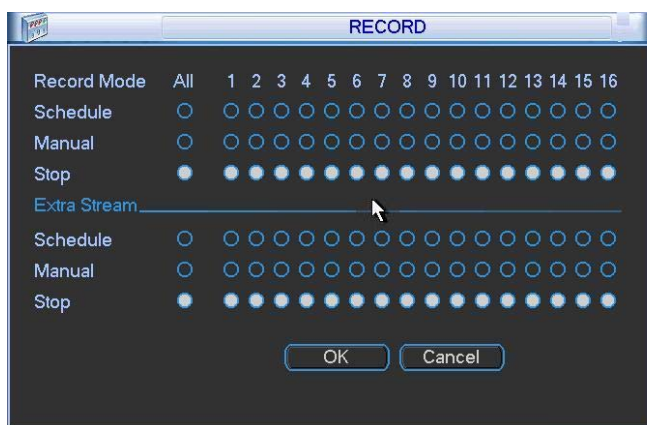 RECORD
Record Mode All 1 2 3 4 5 6 7 8 9 10 11 12 13 14 15 16
Schedule
Manual
Stop
Extra Stream
Schedule
Manual
Stop
OK Cancel